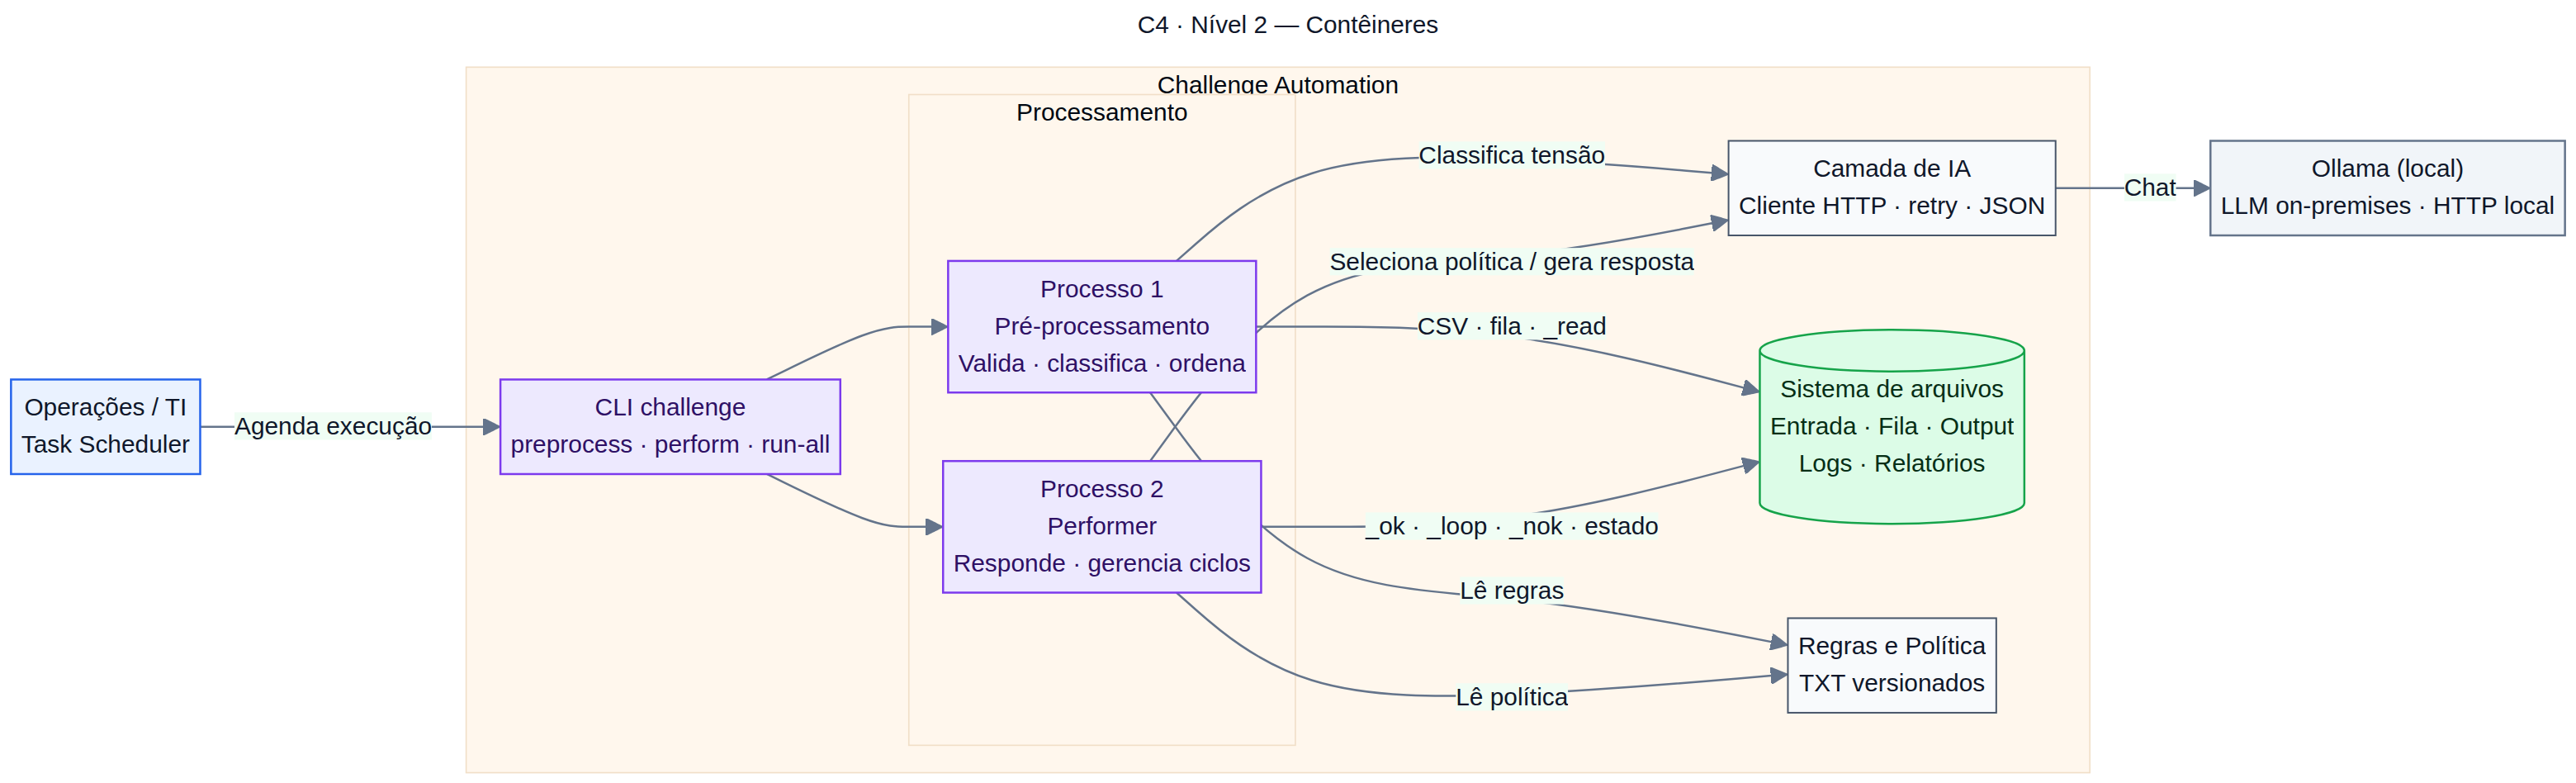 C4 · Nível 2 — Contêineres
Challenge Automation
Processamento
Operações / TI
Task Scheduler
Agenda execução
CLI challenge
preprocess · perform · run-all
Processo 1
Pré-processamento
Valida · classifica · ordena
Processo 2
Performer
Responde · gerencia ciclos
Classifica tensão
Seleciona política / gera resposta
CSV · fila · _read
_ok · _loop · _nok · estado
Lê regras
Lê política
Camada de IA
Cliente HTTP · retry · JSON
Sistema de arquivos
Entrada · Fila · Output
Logs · Relatórios
Regras e Política
TXT versionados
Chat
Ollama (local)
LLM on-premises · HTTP local